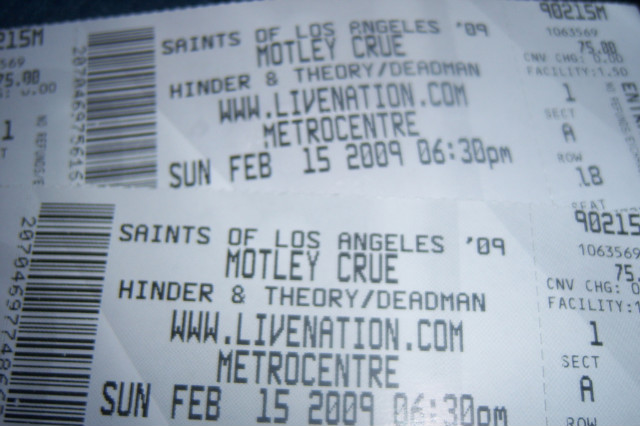 SAINTS OF LOS ANGELES '09
MOTLEY CRUE
HINDER & THEORY/DEADMAN
WWW.LIVENATION.COM
METROCENTRE
SUN FEB 15 2009 06:30pm
90215M
1063569
75.00
CNV CHG: 0.00
FACILITY:1.50
1
SECT
A
ROW
18
SEAT
SAINTS OF LOS ANGELES '09
MOTLEY CRUE
HINDER & THEORY/DEADMAN
WWW.LIVENATION.COM
METROCENTRE
SUN FEB 15 2009 06:30pm
90215
1063569
75.
CNV CHG: 0
FACILITY:1
1
SECT
A
ROW